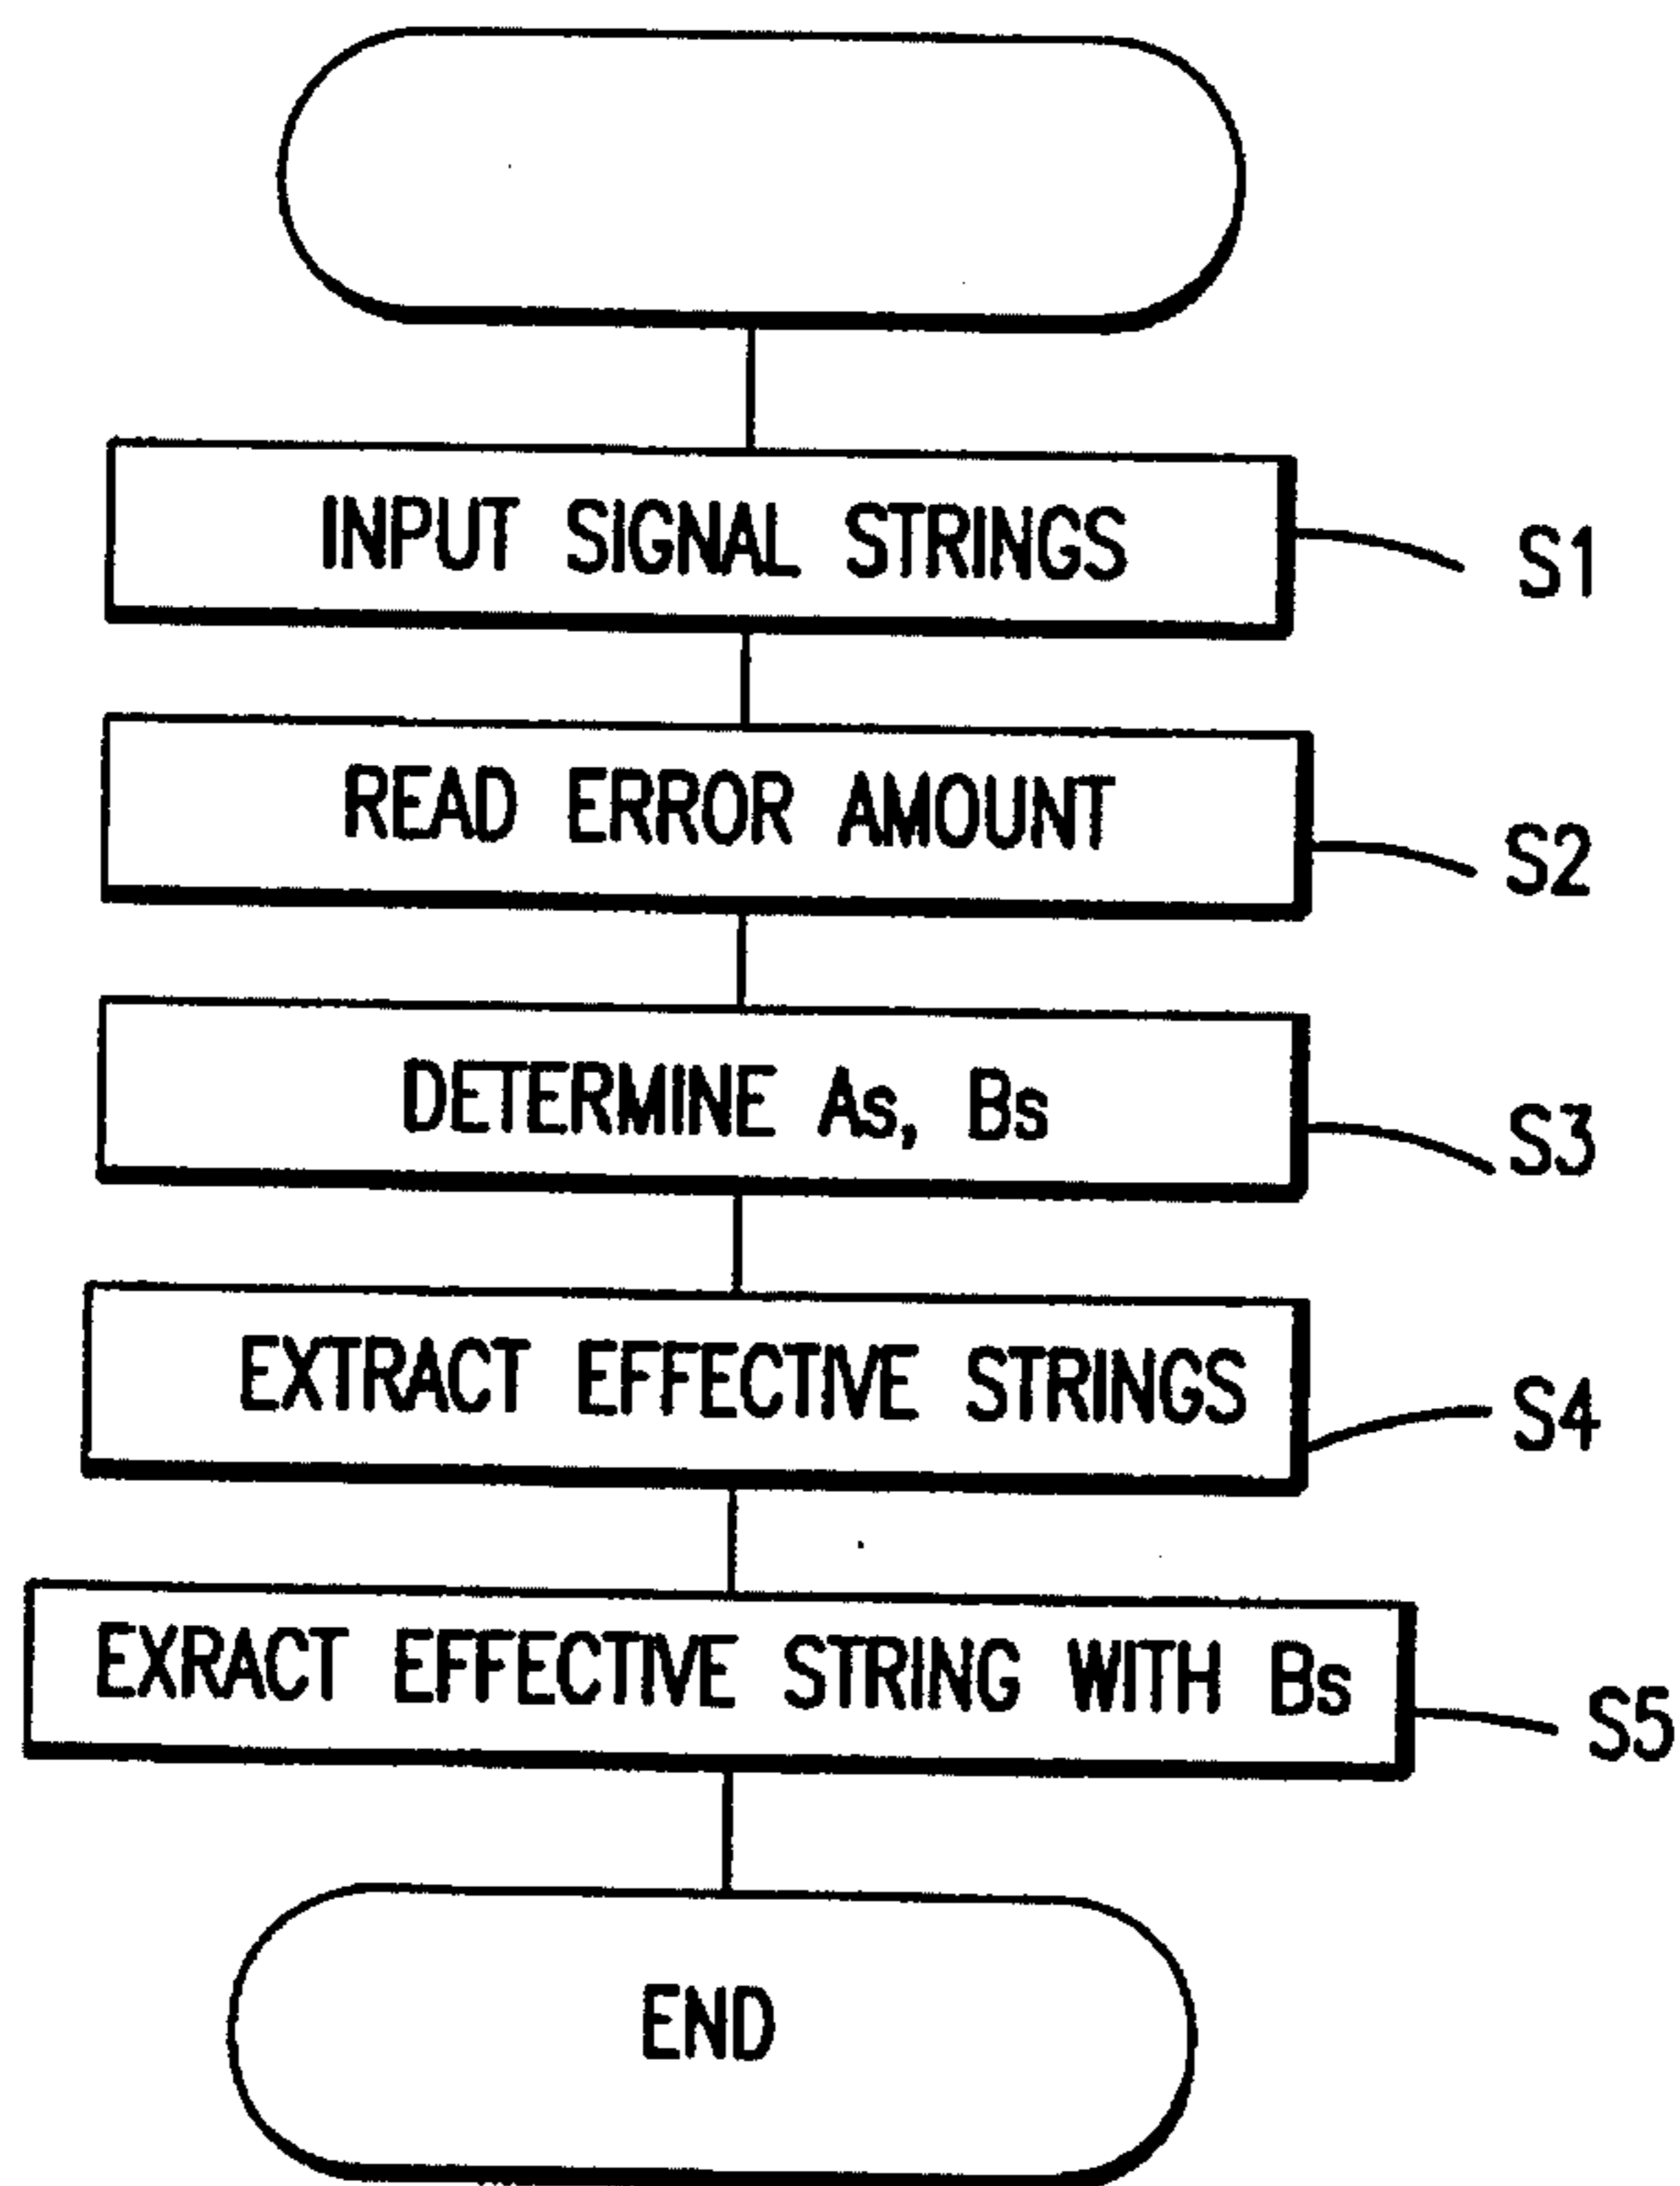 INPUT SIGNAL STRINGS
S1
READ ERROR AMOUNT
S2
DETERMINE As, Bs
S3
EXTRACT EFFECTIVE STRINGS
S4
EXRACT EFFECTIVE STRING WITH Bs
S5
END